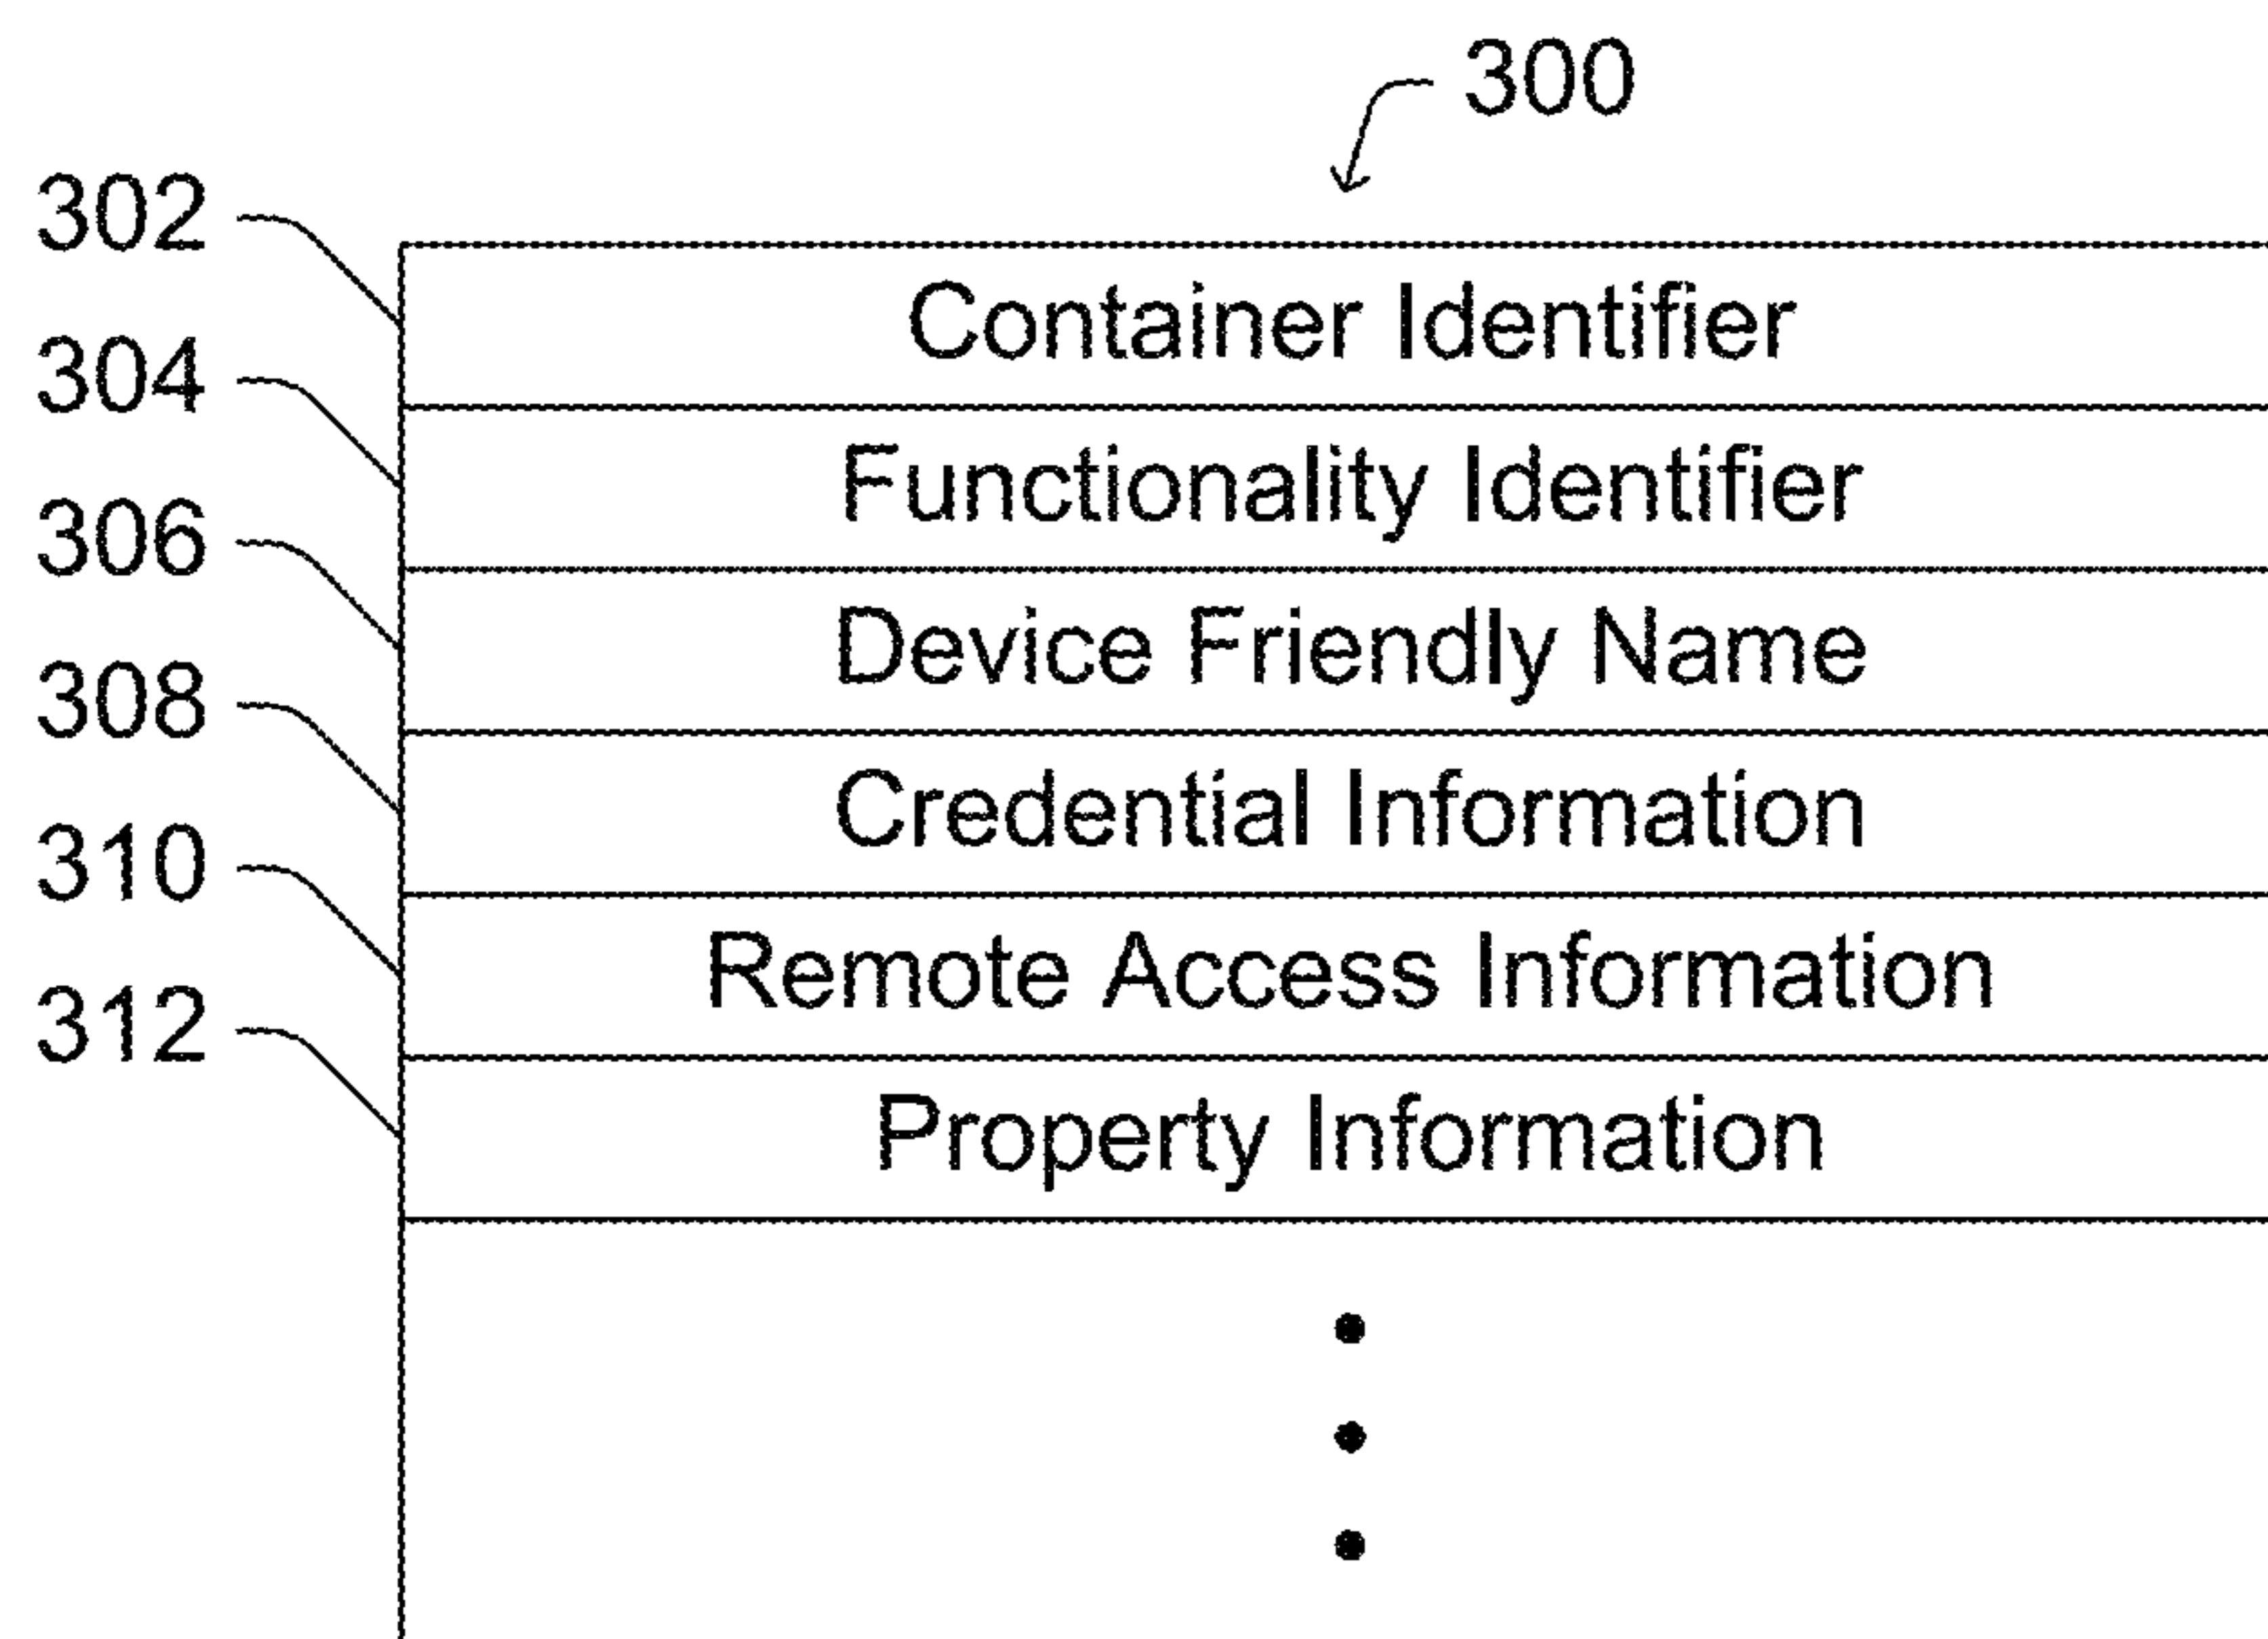 300
302
Container Identifier
304
Functionality Identifier
306
Device Friendly Name
308
Credential Information
310
Remote Access Information
312
Property Information